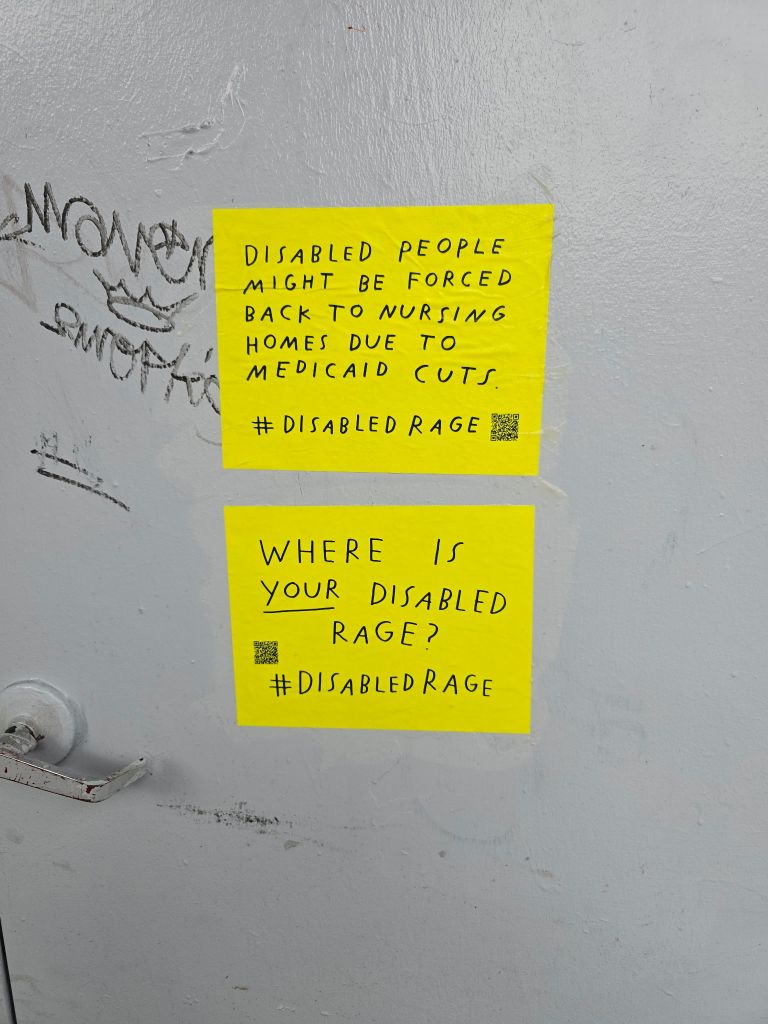 DISABLED PEOPLE
MIGHT BE FORCED
BACK TO NURSING
HOMES DUE TO
MEDICAID CUTS.
#DISABLED RAGE
WHERE IS
YOUR DISABLED
RAGE?
#DISABLED RAGE